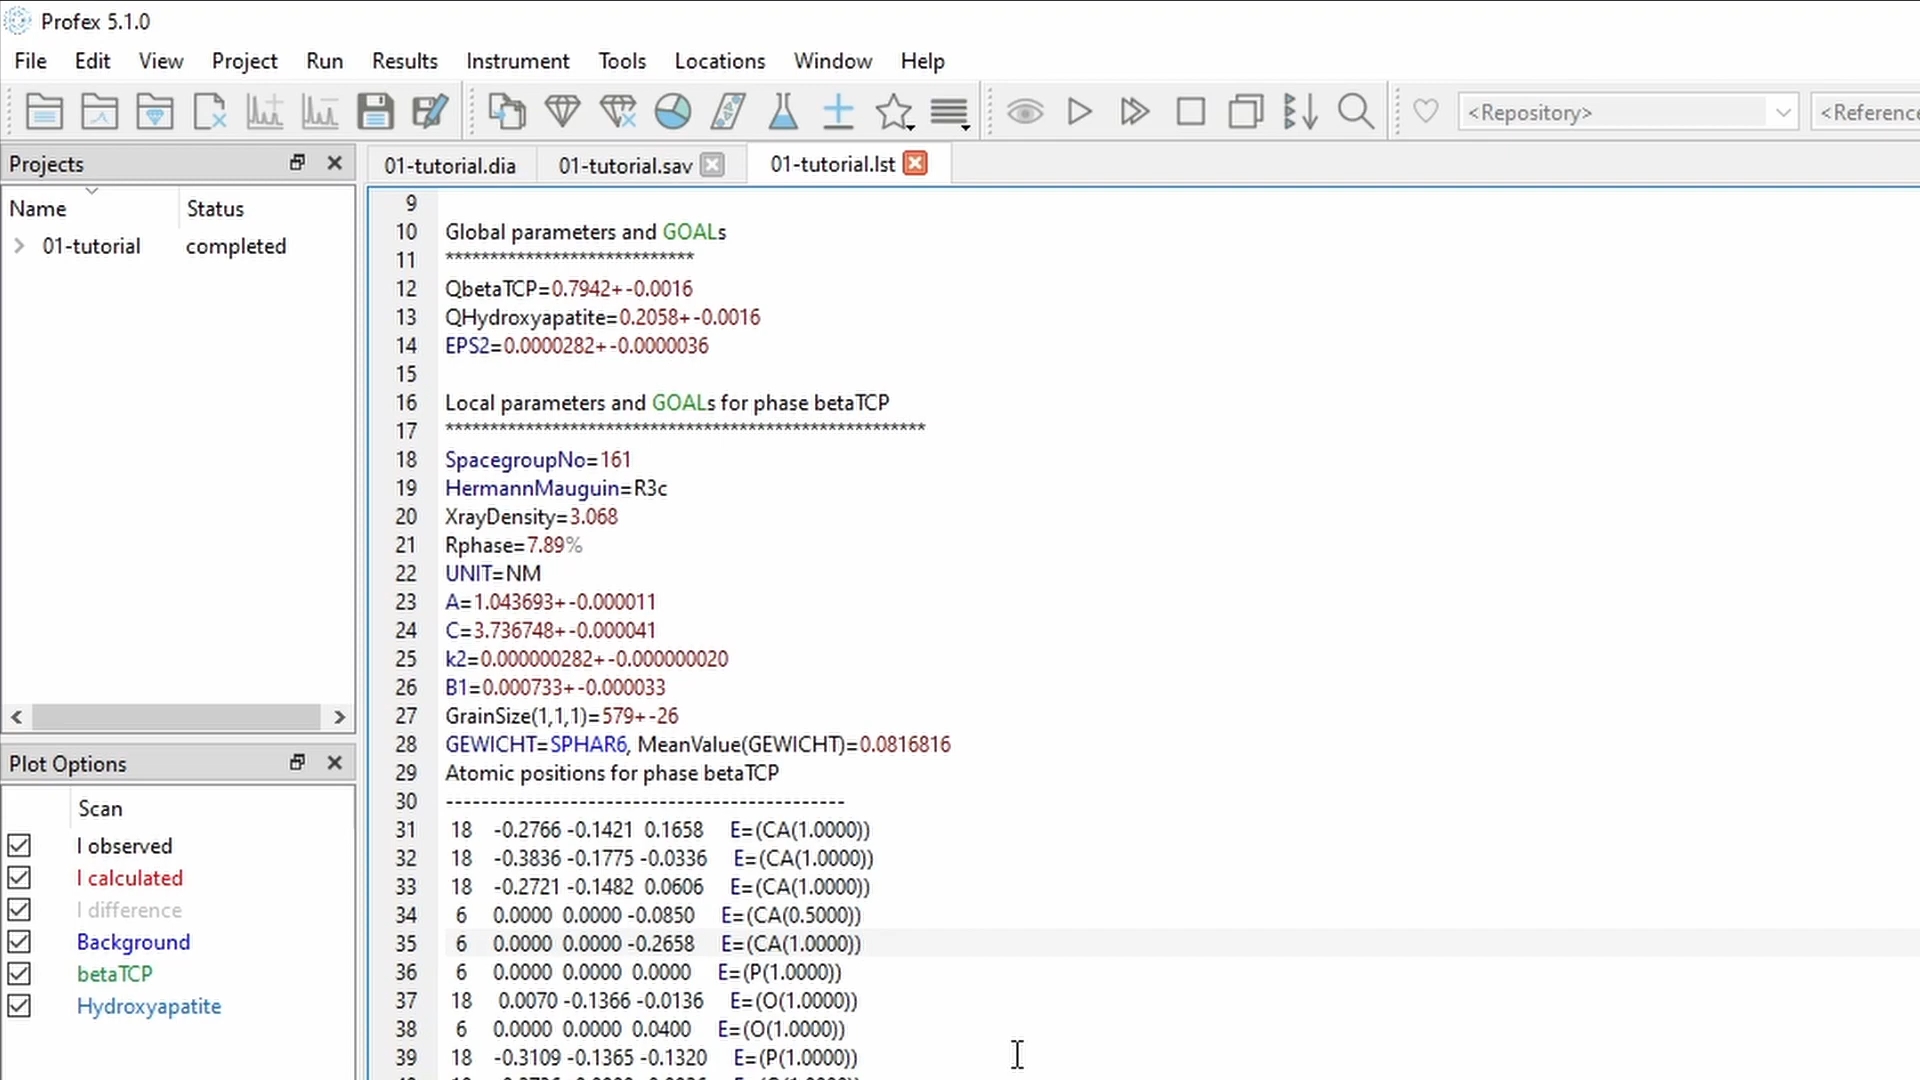 Profex 5.1.0
File Edit View Project Run Results Instrument Tools Locations Window Help
<Repository> <Reference
Projects
Name Status
01-tutorial completed
Plot Options
Scan
I observed
I calculated
I difference
Background
betaTCP
Hydroxyapatite
01-tutorial.dia 01-tutorial.sav 01-tutorial.lst
9
10 Global parameters and GOALs
11 ****************************
12 QbetaTCP=0.7942+-0.0016
13 QHydroxyapatite=0.2058+-0.0016
14 EPS2=0.0000282+-0.0000036
15
16 Local parameters and GOALs for phase betaTCP
17 ******************************************************
18 SpacegroupNo=161
19 HermannMauguin=R3c
20 XrayDensity=3.068
21 Rphase=7.89%
22 UNIT=NM
23 A=1.043693+-0.000011
24 C=3.736748+-0.000041
25 k2=0.000000282+-0.000000020
26 B1=0.000733+-0.000033
27 GrainSize(1,1,1)=579+-26
28 GEWICHT=SPHAR6, MeanValue(GEWICHT)=0.0816816
29 Atomic positions for phase betaTCP
30 ---------------------------------------------
31 18 -0.2766 -0.1421 0.1658 E=(CA(1.0000))
32 18 -0.3836 -0.1775 -0.0336 E=(CA(1.0000))
33 18 -0.2721 -0.1482 0.0606 E=(CA(1.0000))
34 6 0.0000 0.0000 -0.0850 E=(CA(0.5000))
35 6 0.0000 0.0000 -0.2658 E=(CA(1.0000))
36 6 0.0000 0.0000 0.0000 E=(P(1.0000))
37 18 0.0070 -0.1366 -0.0136 E=(O(1.0000))
38 6 0.0000 0.0000 0.0400 E=(O(1.0000))
39 18 -0.3109 -0.1365 -0.1320 E=(P(1.0000))